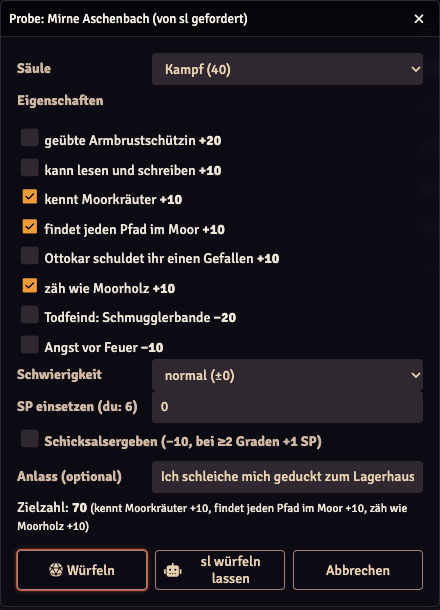 Probe: Mirne Aschenbach (von sl gefordert)
Säule
Kampf (40)
Eigenschaften
geübte Armbrustschützin +20
kann lesen und schreiben +10
kennt Moorkräuter +10
findet jeden Pfad im Moor +10
Ottokar schuldet ihr einen Gefallen +10
zäh wie Moorholz +10
Todfeind: Schmugglerbande −20
Angst vor Feuer −10
Schwierigkeit
normal (±0)
SP einsetzen (du: 6)
0
Schicksalsergeben (−10, bei ≥2 Graden +1 SP)
Anlass (optional)
Ich schleiche mich geduckt zum Lagerhaus
Zielzahl: 70 (kennt Moorkräuter +10, findet jeden Pfad im Moor +10, zäh wie
Moorholz +10)
Würfeln
sl würfeln
lassen
Abbrechen